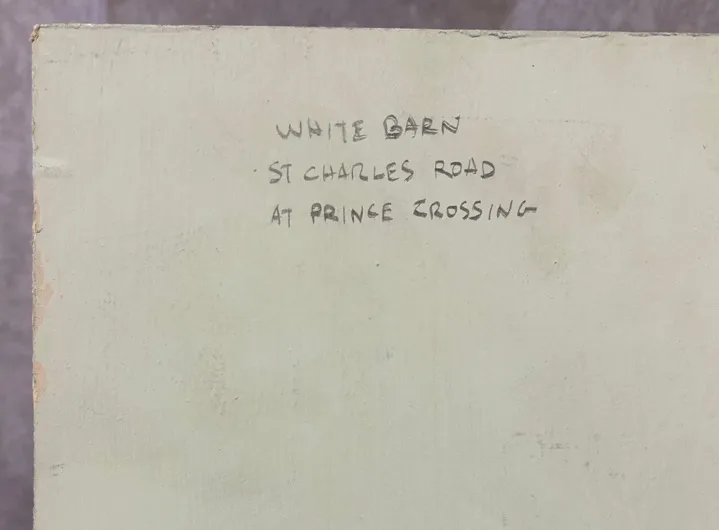 WHITE BARN
ST CHARLES ROAD
AT PRINCE CROSSING